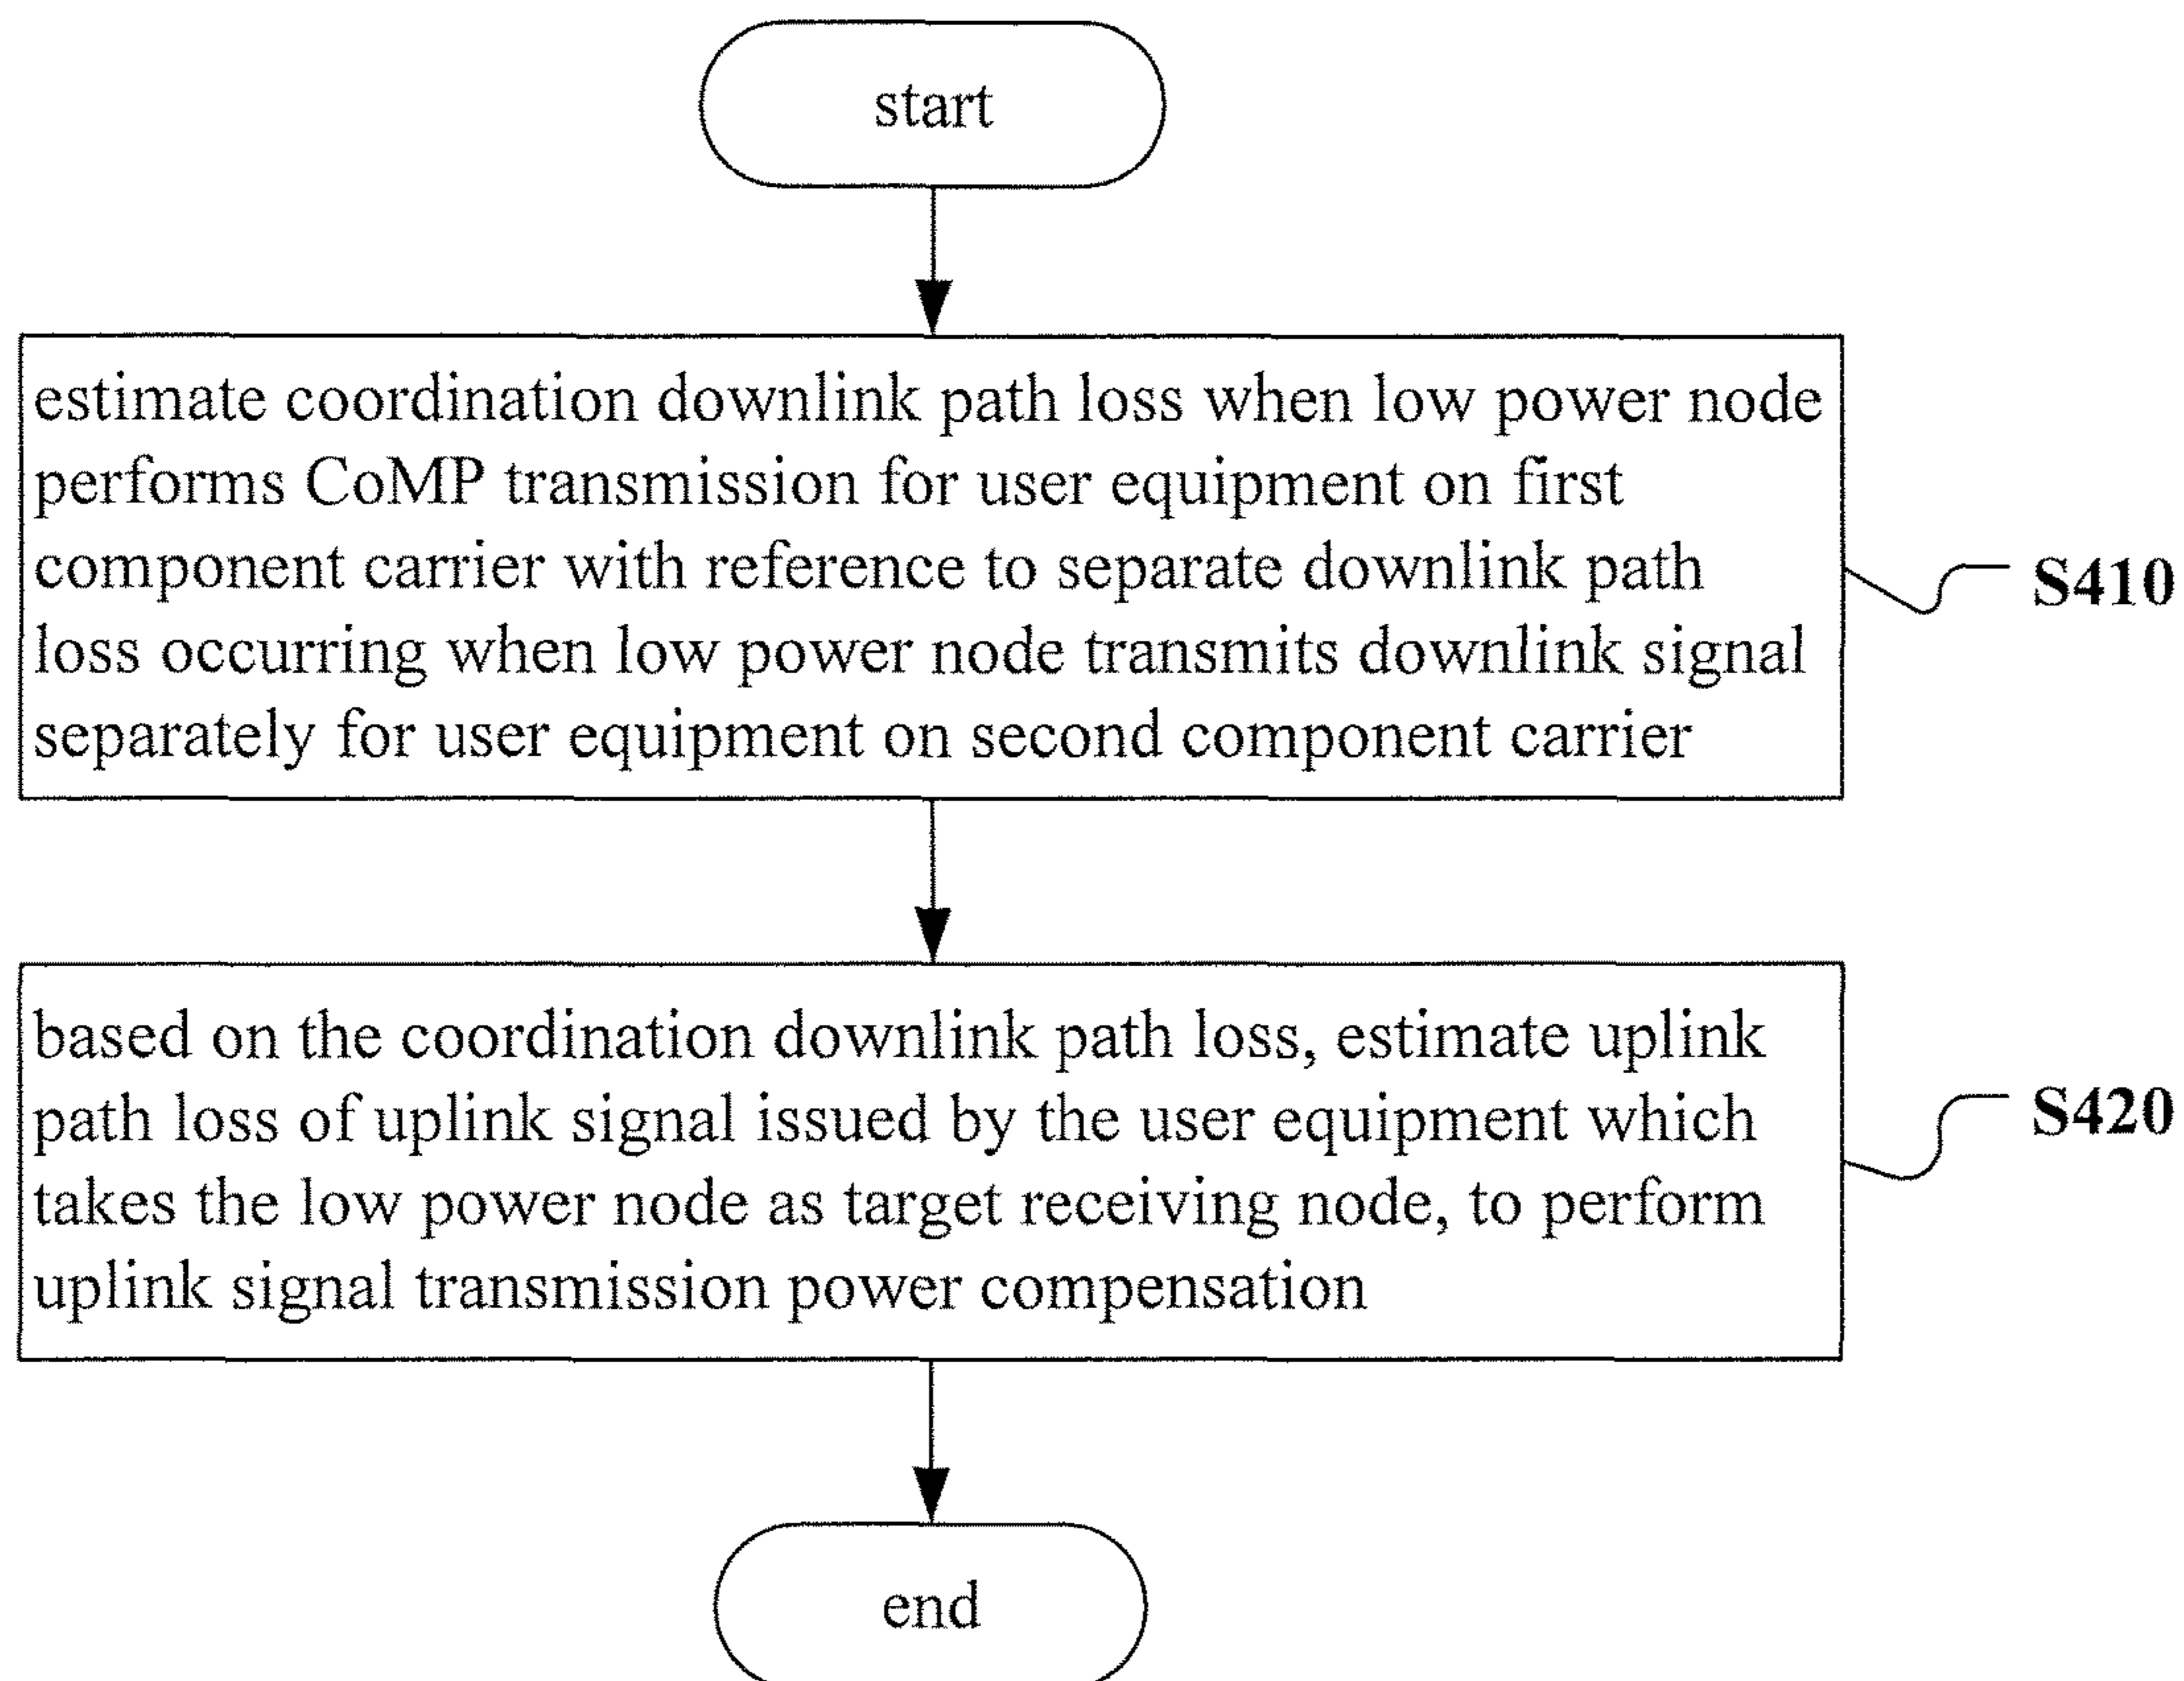 start
estimate coordination downlink path loss when low power node
performs CoMP transmission for user equipment on first
component carrier with reference to separate downlink path
loss occurring when low power node transmits downlink signal
separately for user equipment on second component carrier
S410
based on the coordination downlink path loss, estimate uplink
path loss of uplink signal issued by the user equipment which
takes the low power node as target receiving node, to perform
uplink signal transmission power compensation
S420
end